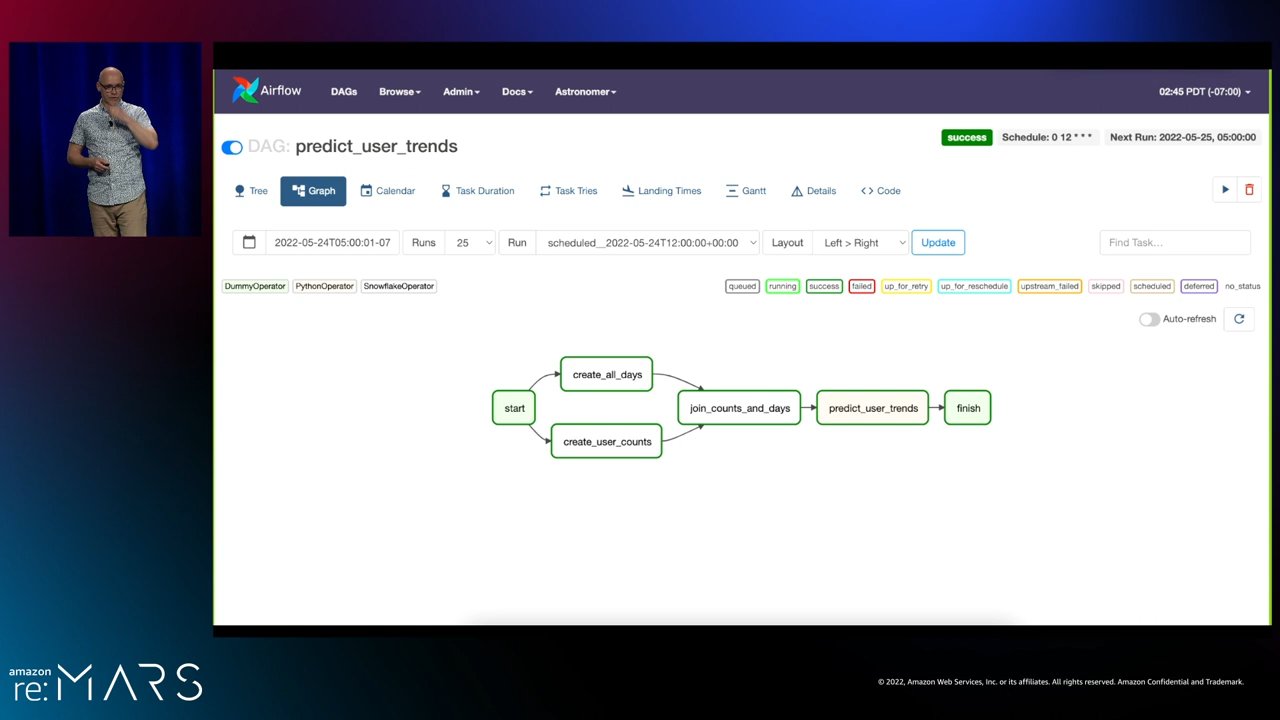 Airflow
DAGs
Browse
Admin
Docs
Astronomer
02:45 PDT (-07:00)
DAG: predict_user_trends
success
Schedule: 0 12 * * *
Next Run: 2022-05-25, 05:00:00
Tree
Graph
Calendar
Task Duration
Task Tries
Landing Times
Gantt
Details
Code
2022-05-24T05:00:01-07
Runs
25
Run
scheduled__2022-05-24T12:00:00+00:00
Layout
Left > Right
Update
Find Task...
DummyOperator
PythonOperator
SnowflakeOperator
queued
running
success
failed
up_for_retry
up_for_reschedule
upstream_failed
skipped
scheduled
deferred
no_status
Auto-refresh
create_all_days
start
join_counts_and_days
predict_user_trends
finish
create_user_counts
amazon
re:MARS
© 2022, Amazon Web Services, Inc. or its affiliates. All rights reserved. Amazon Confidential and Trademark.